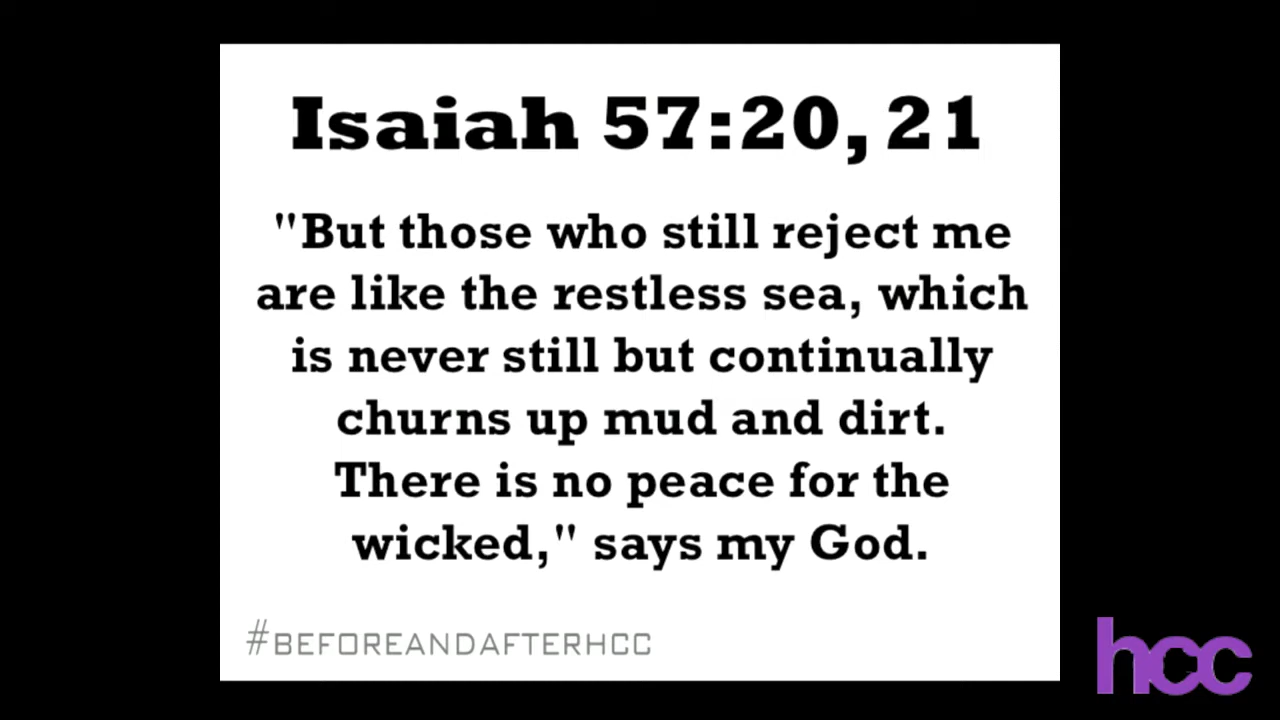 Isaiah 57:20, 21
"But those who still reject me
are like the restless sea, which
is never still but continually
churns up mud and dirt.
There is no peace for the
wicked," says my God.
#BEFOREANDAFTERHCC
hcc